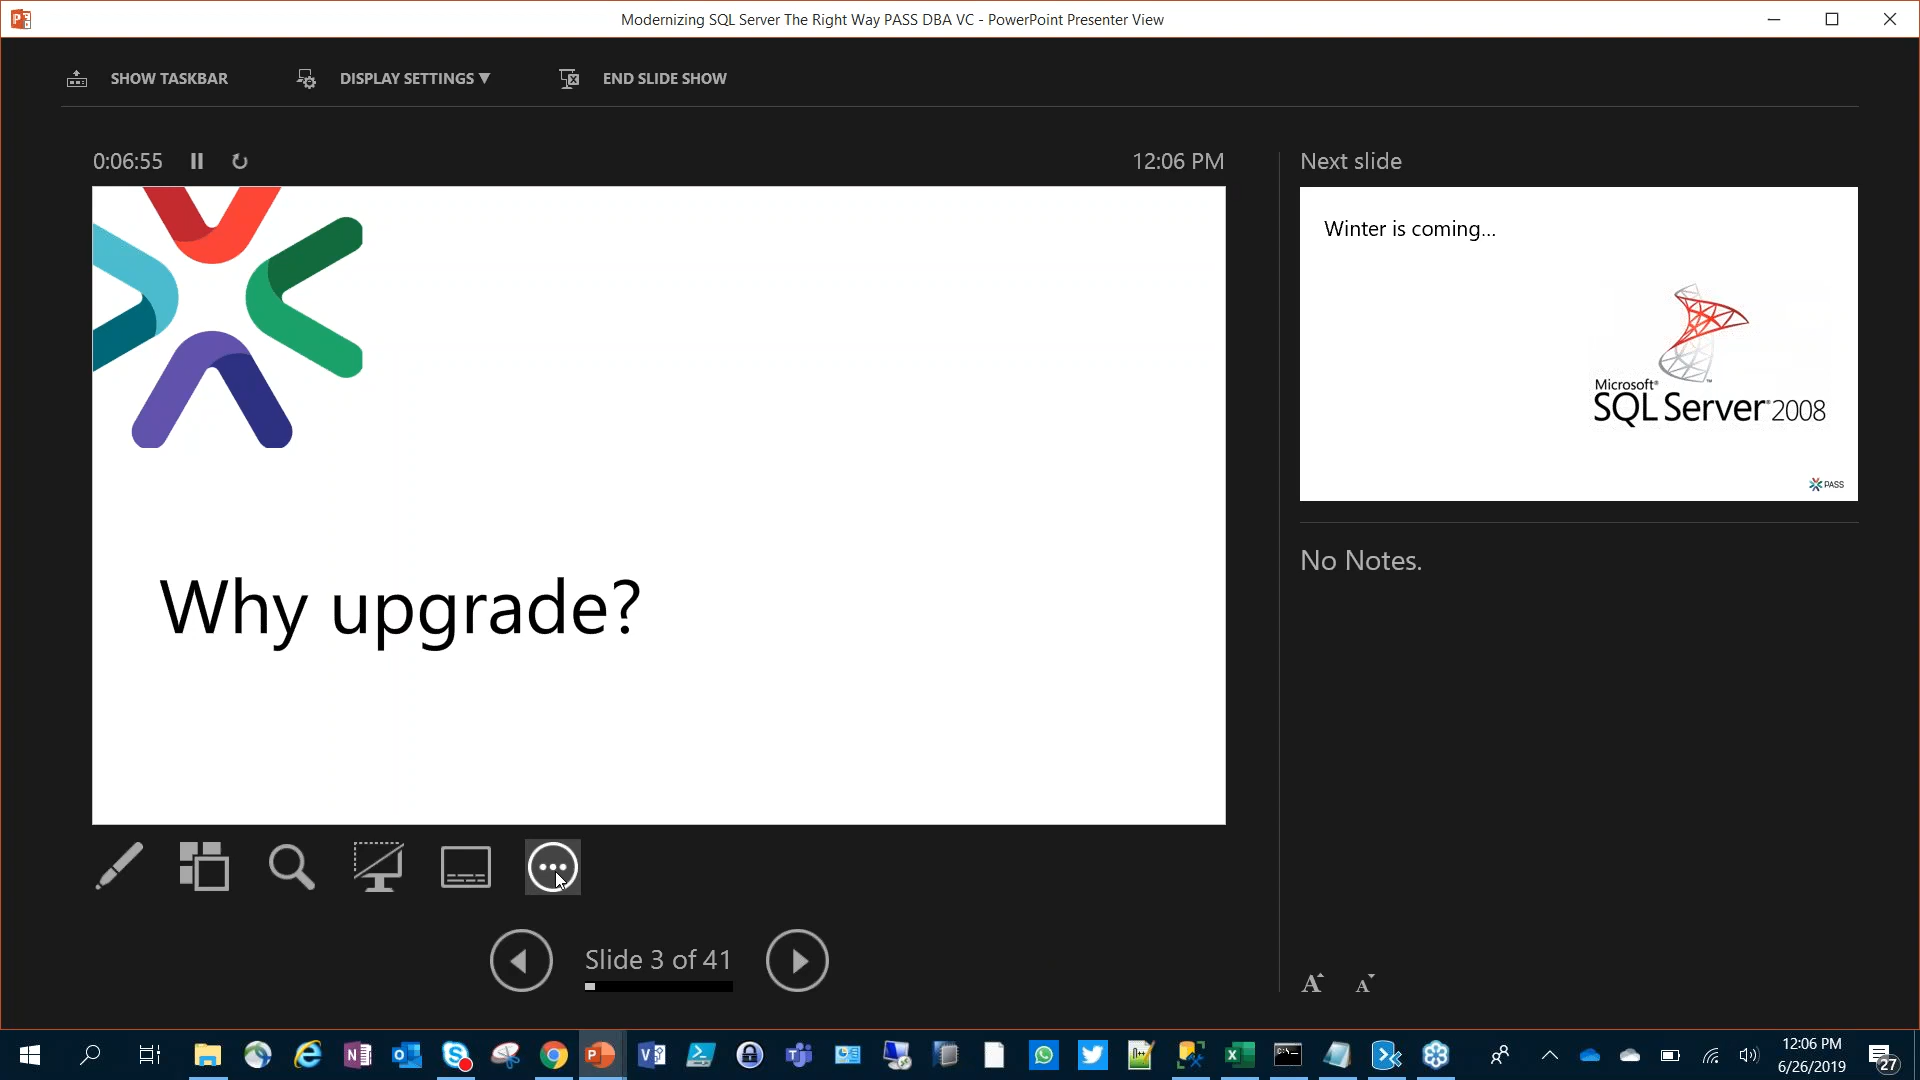 Modernizing SQL Server The Right Way PASS DBA VC - PowerPoint Presenter View
SHOW TASKBAR
DISPLAY SETTINGS ▼
END SLIDE SHOW
0:06:55
12:06 PM
Why upgrade?
Next slide
Winter is coming...
Microsoft®
SQL Server® 2008
PASS
No Notes.
Slide 3 of 41
A A
12:06 PM
6/26/2019
27